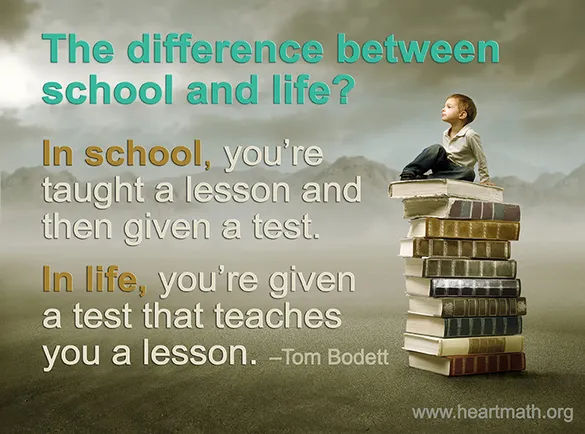 The difference between
school and life?
In school, you’re
taught a lesson and
then given a test.
In life, you’re given
a test that teaches
you a lesson. –Tom Bodett
www.heartmath.org